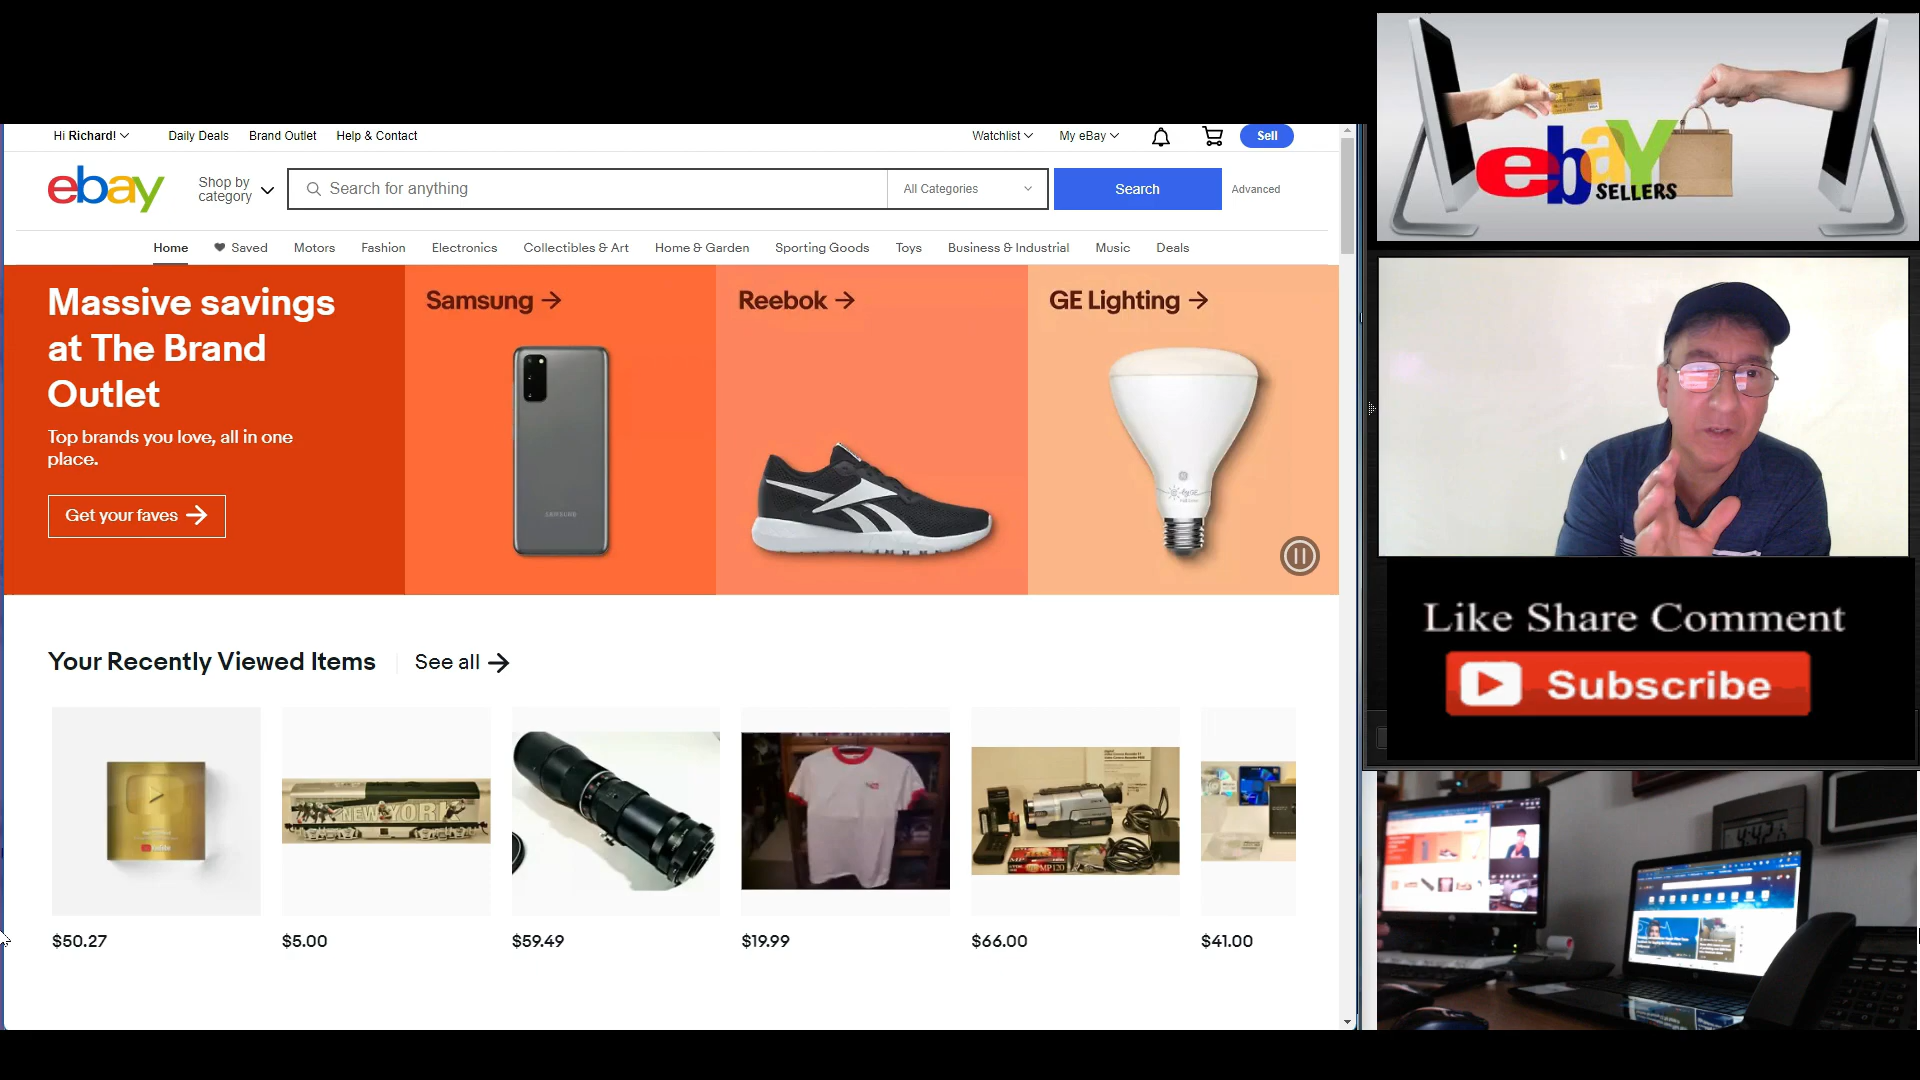 Hi Richard!
Daily Deals
Brand Outlet
Help & Contact
Watchlist
My eBay
Sell
ebay
Shop by
category
Search for anything
All Categories
Search
Advanced
Home
Saved
Motors
Fashion
Electronics
Collectibles & Art
Home & Garden
Sporting Goods
Toys
Business & Industrial
Music
Deals
Massive savings
at The Brand
Outlet
Top brands you love, all in one
place.
Get your faves
Samsung
SAMSUNG
Reebok
GE Lighting
Your Recently Viewed Items
See all
NEW YORK
MP120
$50.27
$5.00
$59.49
$19.99
$66.00
$41.00
ebay
SELLERS
Like Share Comment
Subscribe